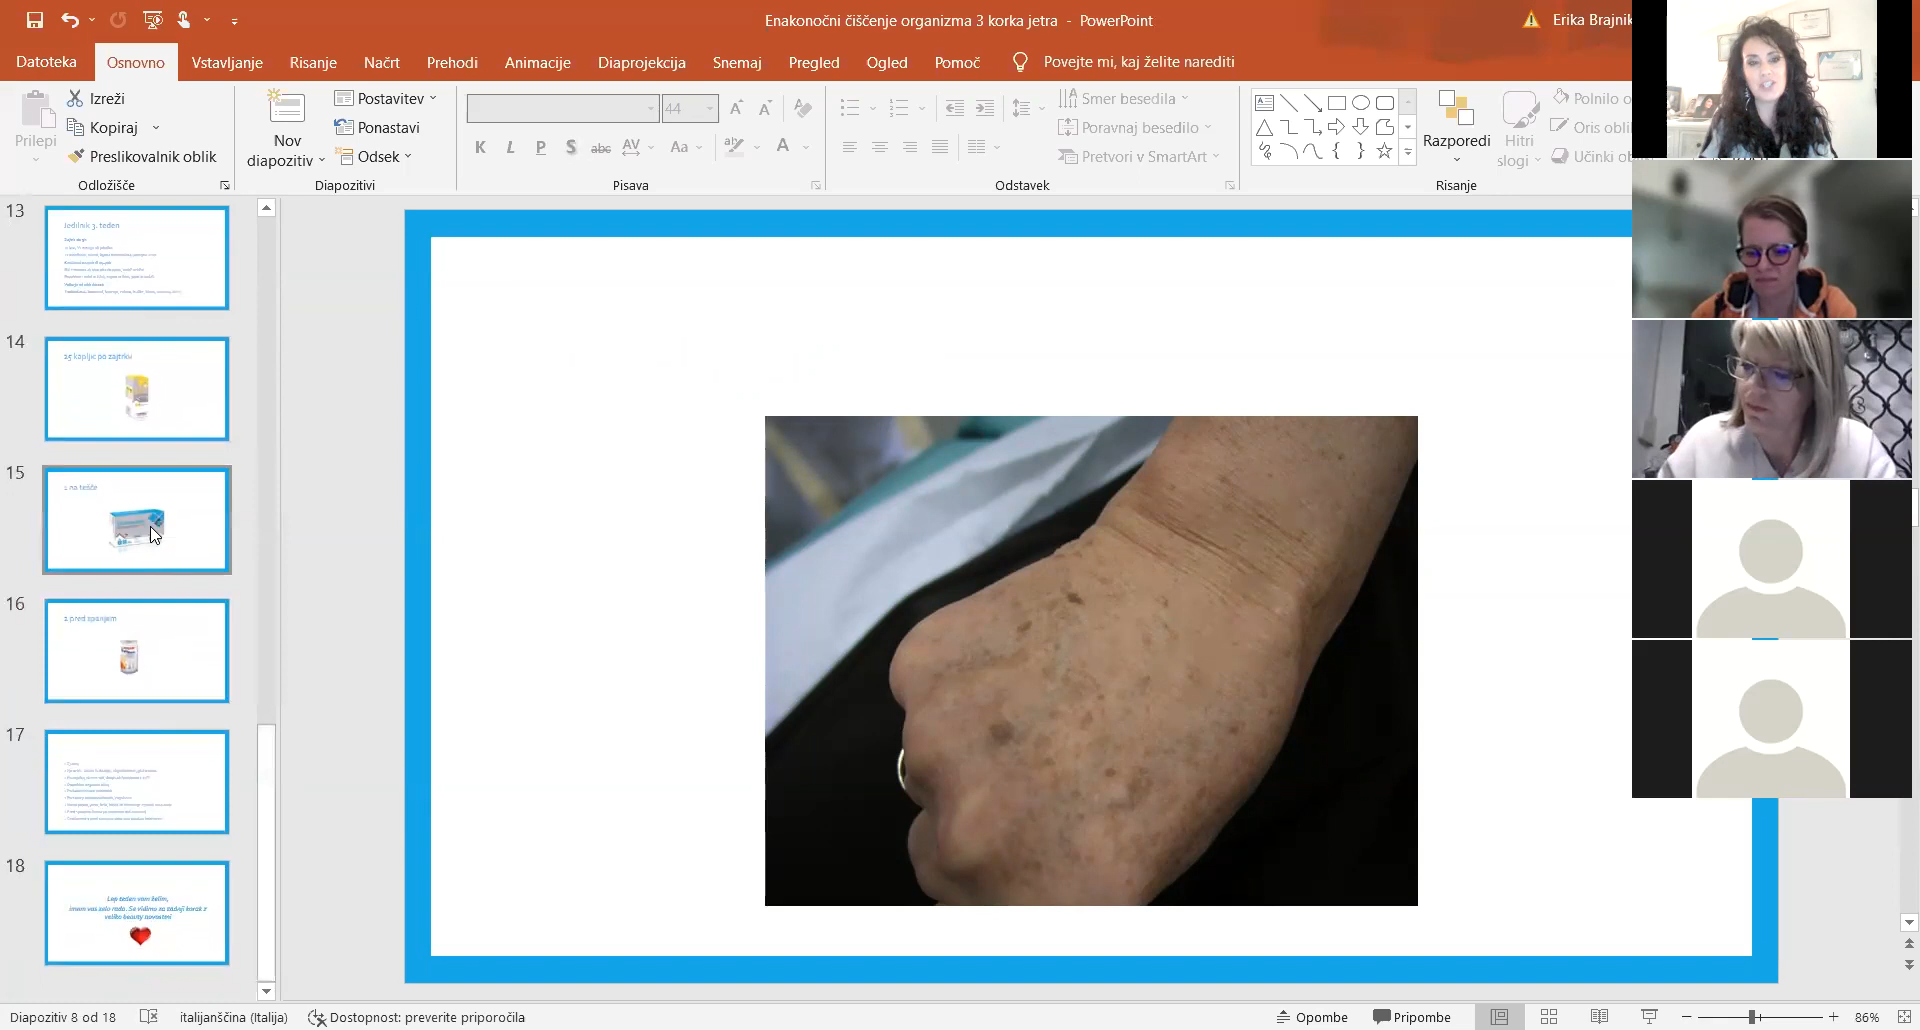 Enakonočni čiščenje organizma 3 korka jetra - PowerPoint
Erika Brajnik
Datoteka Osnovno Vstavljanje Risanje Načrt Prehodi Animacije Diaprojekcija Snemaj Pregled Ogled Pomoč Povejte mi, kaj želite narediti
Prilepi
Izreži
Kopiraj
Preslikovalnik oblik
Odložišče
Nov
diapozitiv
Postavitev
Ponastavi
Odsek
Diapozitivi
44
K L P S abc AV Aa A
Pisava
Smer besedila
Poravnaj besedilo
Pretvori v SmartArt
Odstavek
Razporedi
Hitri
slogi
Polnilo
Oris
Učinki
Risanje
13
Jedilnik 3. teden
14
25 kapljic po zajtrku
15
1 na tešče
16
2 pred spanjem
17
18
Lep teden vam želim,
imam vas zelo rada. Se vidimo za zadnji korak z
veliko beauty novostmi
Diapozitiv 8 od 18
italijanščina (Italija)
Dostopnost: preverite priporočila
Opombe
Pripombe
86%